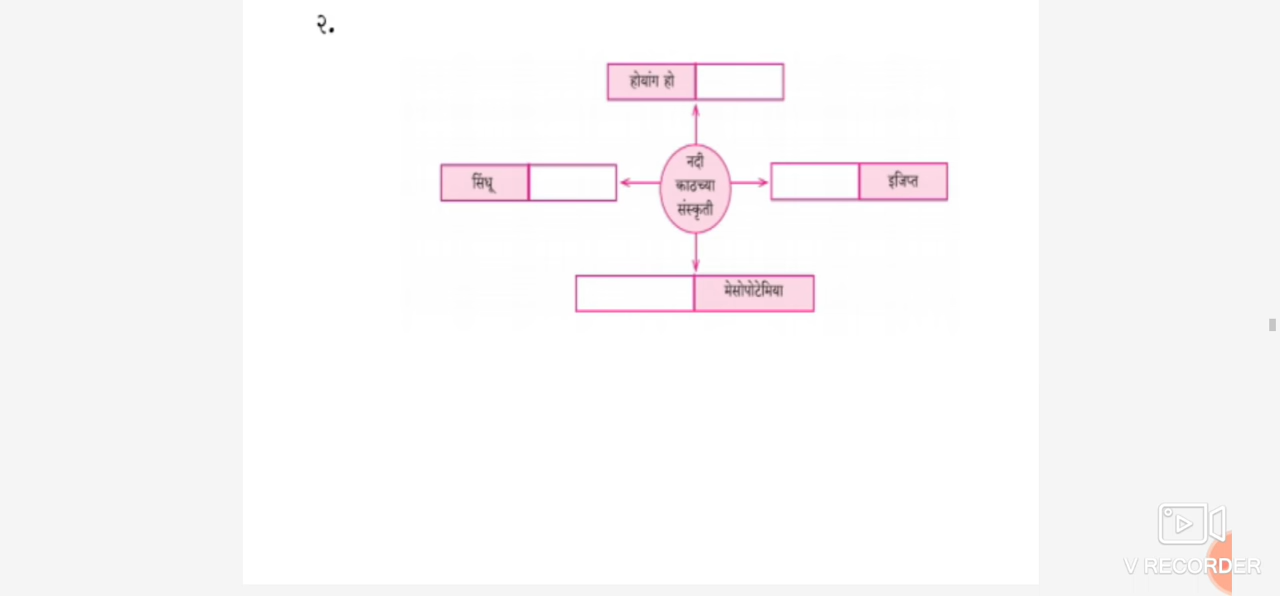 २.
होयांग हो
नदी
काठच्या
संस्कृती
सिंधू
इजिप्त
मेसोपोटेमिया
V RECORDER